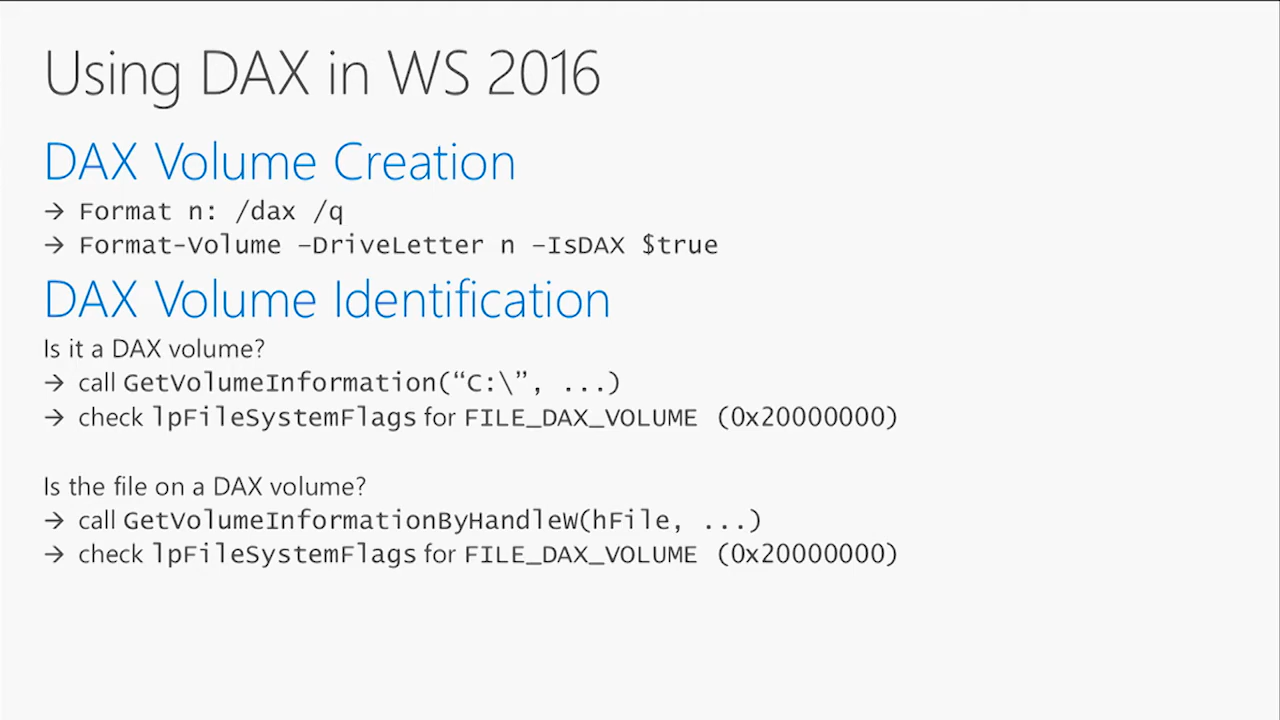 Using DAX in WS 2016
DAX Volume Creation
→ Format n: /dax /q
→ Format-Volume –DriveLetter n –IsDAX $true
DAX Volume Identification
Is it a DAX volume?
→ call GetVolumeInformation(“C:\”, ...)
→ check lpFileSystemFlags for FILE_DAX_VOLUME (0x20000000)
Is the file on a DAX volume?
→ call GetVolumeInformationByHandleW(hFile, ...)
→ check lpFileSystemFlags for FILE_DAX_VOLUME (0x20000000)